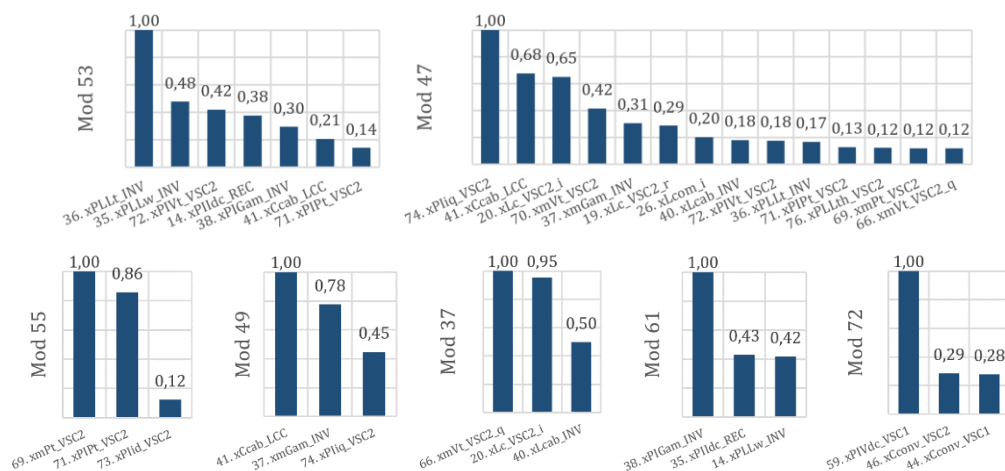 Mod 53
1,00
0,48
0,42
0,38
0,30
0,21
0,14
36. xPLLt_INV
35. xPLLw_INV
72. xPIVt_VSC2
14. xPIIdc_REC
38. xPIGam_INV
41. xCcab_LCC
71. xPIPt_VSC2
Mod 47
1,00
0,68
0,65
0,42
0,31
0,29
0,20
0,18
0,18
0,17
0,13
0,12
0,12
0,12
74. xPIiq_VSC2
41. xCcab_LCC
20. xLc_VSC2_i
70. xmVt_VSC2
37. xmGam_INV
19. xLc_VSC2_r
26. xLcom_i
40. xLcab_INV
72. xPIVt_VSC2
36. xPLLt_INV
71. xPIPt_VSC2
76. xPLLth_VSC2
69. xmPt_VSC2
66. xmVt_VSC2_q
Mod 55
1,00
0,86
0,12
69. xmPt_VSC2
71. xPIPt_VSC2
73. xPIid_VSC2
Mod 49
1,00
0,78
0,45
41. xCcab_LCC
37. xmGam_INV
74. xPIiq_VSC2
Mod 37
1,00
0,95
0,50
66. xmVt_VSC2_q
20. xLc_VSC2_i
40. xLcab_INV
Mod 61
1,00
0,43
0,42
38. xPIGam_INV
35. xPIIdc_REC
14. xPLLw_INV
Mod 72
1,00
0,29
0,28
59. xPIVdc_VSC1
46. xCconv_VSC2
44. xCconv_VSC1